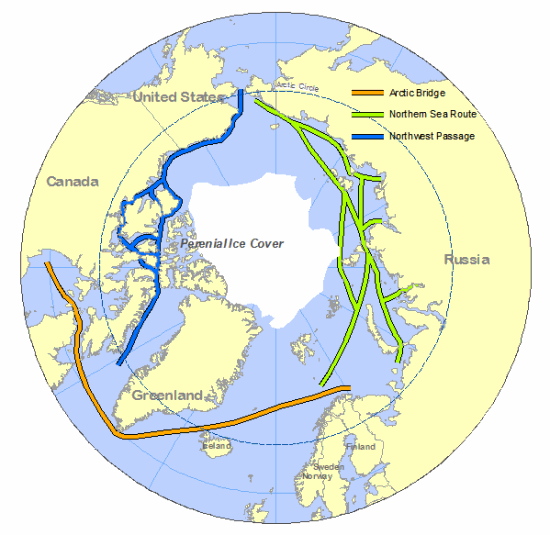 Arctic Circle
United States
Arctic Bridge
Northern Sea Route
Northwest Passage
Canada
Perenial Ice Cover
Russia
Greenland
Iceland
Finland
Sweden
Norway